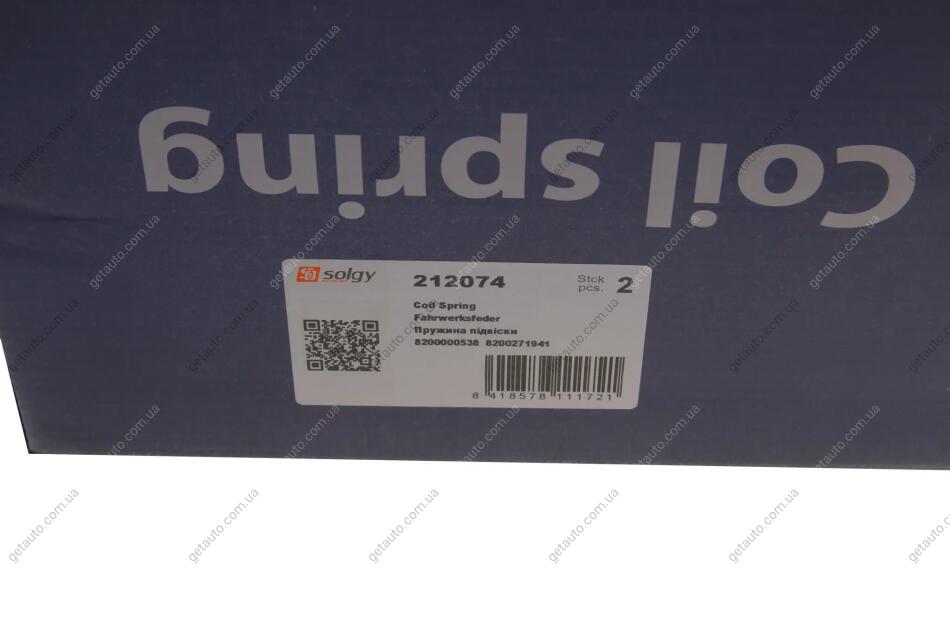 Coil spring
solgy
212074
Stck
pcs. 2
Coil Spring
Fahrwerksfeder
Пружина підвіски
8200000538 8200271941
8 418578 111721
getauto.com.ua